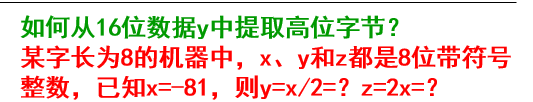 如何从16位数据y中提取高位字节？
某字长为8的机器中，x、y和z都是8位带符号
整数，已知x=-81，则y=x/2=？z=2x=？